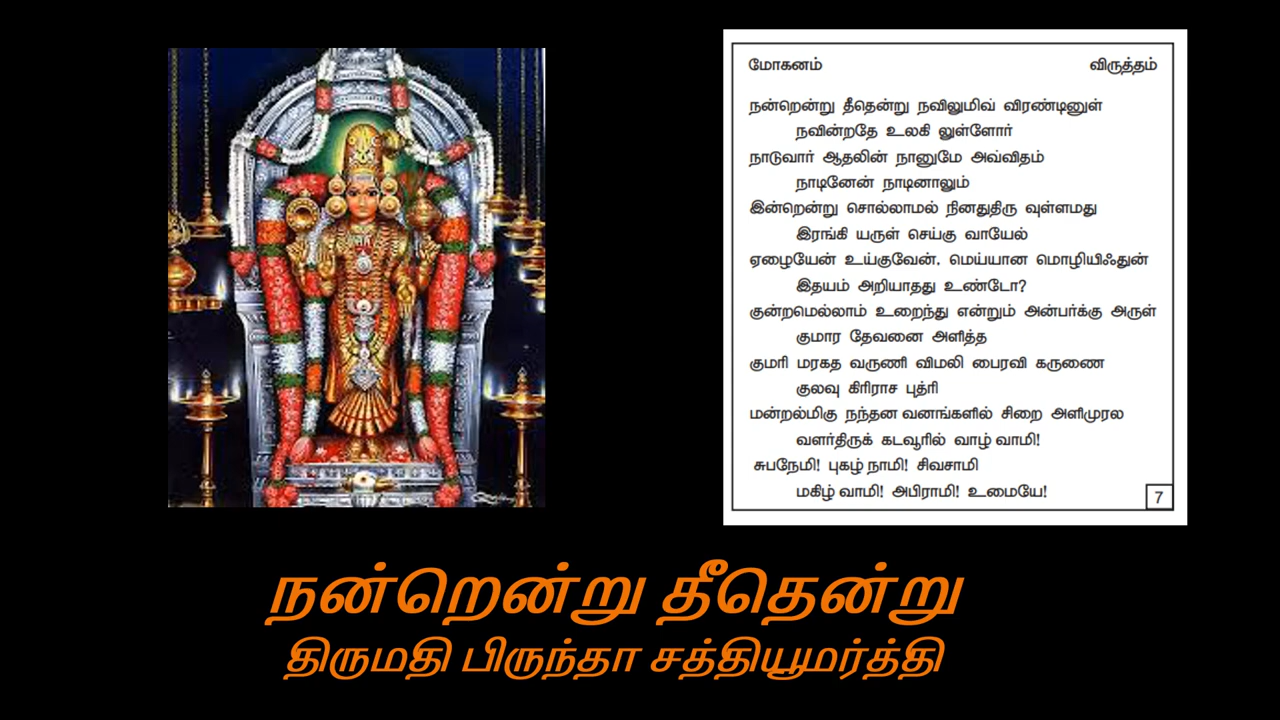 மோகனம் விருத்தம்
நன்றென்று தீதென்று நவிலுமிவ் விரண்டினுள்
நவின்றதே உலகி லுள்ளோர்
நாடுவார் ஆதலின் நானுமே அவ்விதம்
நாடினேன் நாடினாலும்
இன்றென்று சொல்லாமல் நினதுதிரு வுள்ளமது
இரங்கி யருள் செய்கு வாயேல்
ஏழையேன் உய்குவேன். மெய்யான மொழியிஃதுன்
இதயம் அறியாதது உண்டோ?
குன்றமெல்லாம் உறைந்து என்றும் அன்பர்க்கு அருள்
குமார தேவனை அளித்த
குமரி மரகத வருணி விமலி பைரவி கருணை
குலவு கிரிராச புத்ரி
மன்றல்மிகு நந்தன வனங்களில் சிறை அளிமுரல
வளர்திருக் கடவூரில் வாழ் வாமி!
சுபநேமி! புகழ் நாமி! சிவசாமி
மகிழ் வாமி! அபிராமி! உமையே!
7
நன்றென்று தீதென்று
திருமதி பிருந்தா சத்தியூமர்த்தி